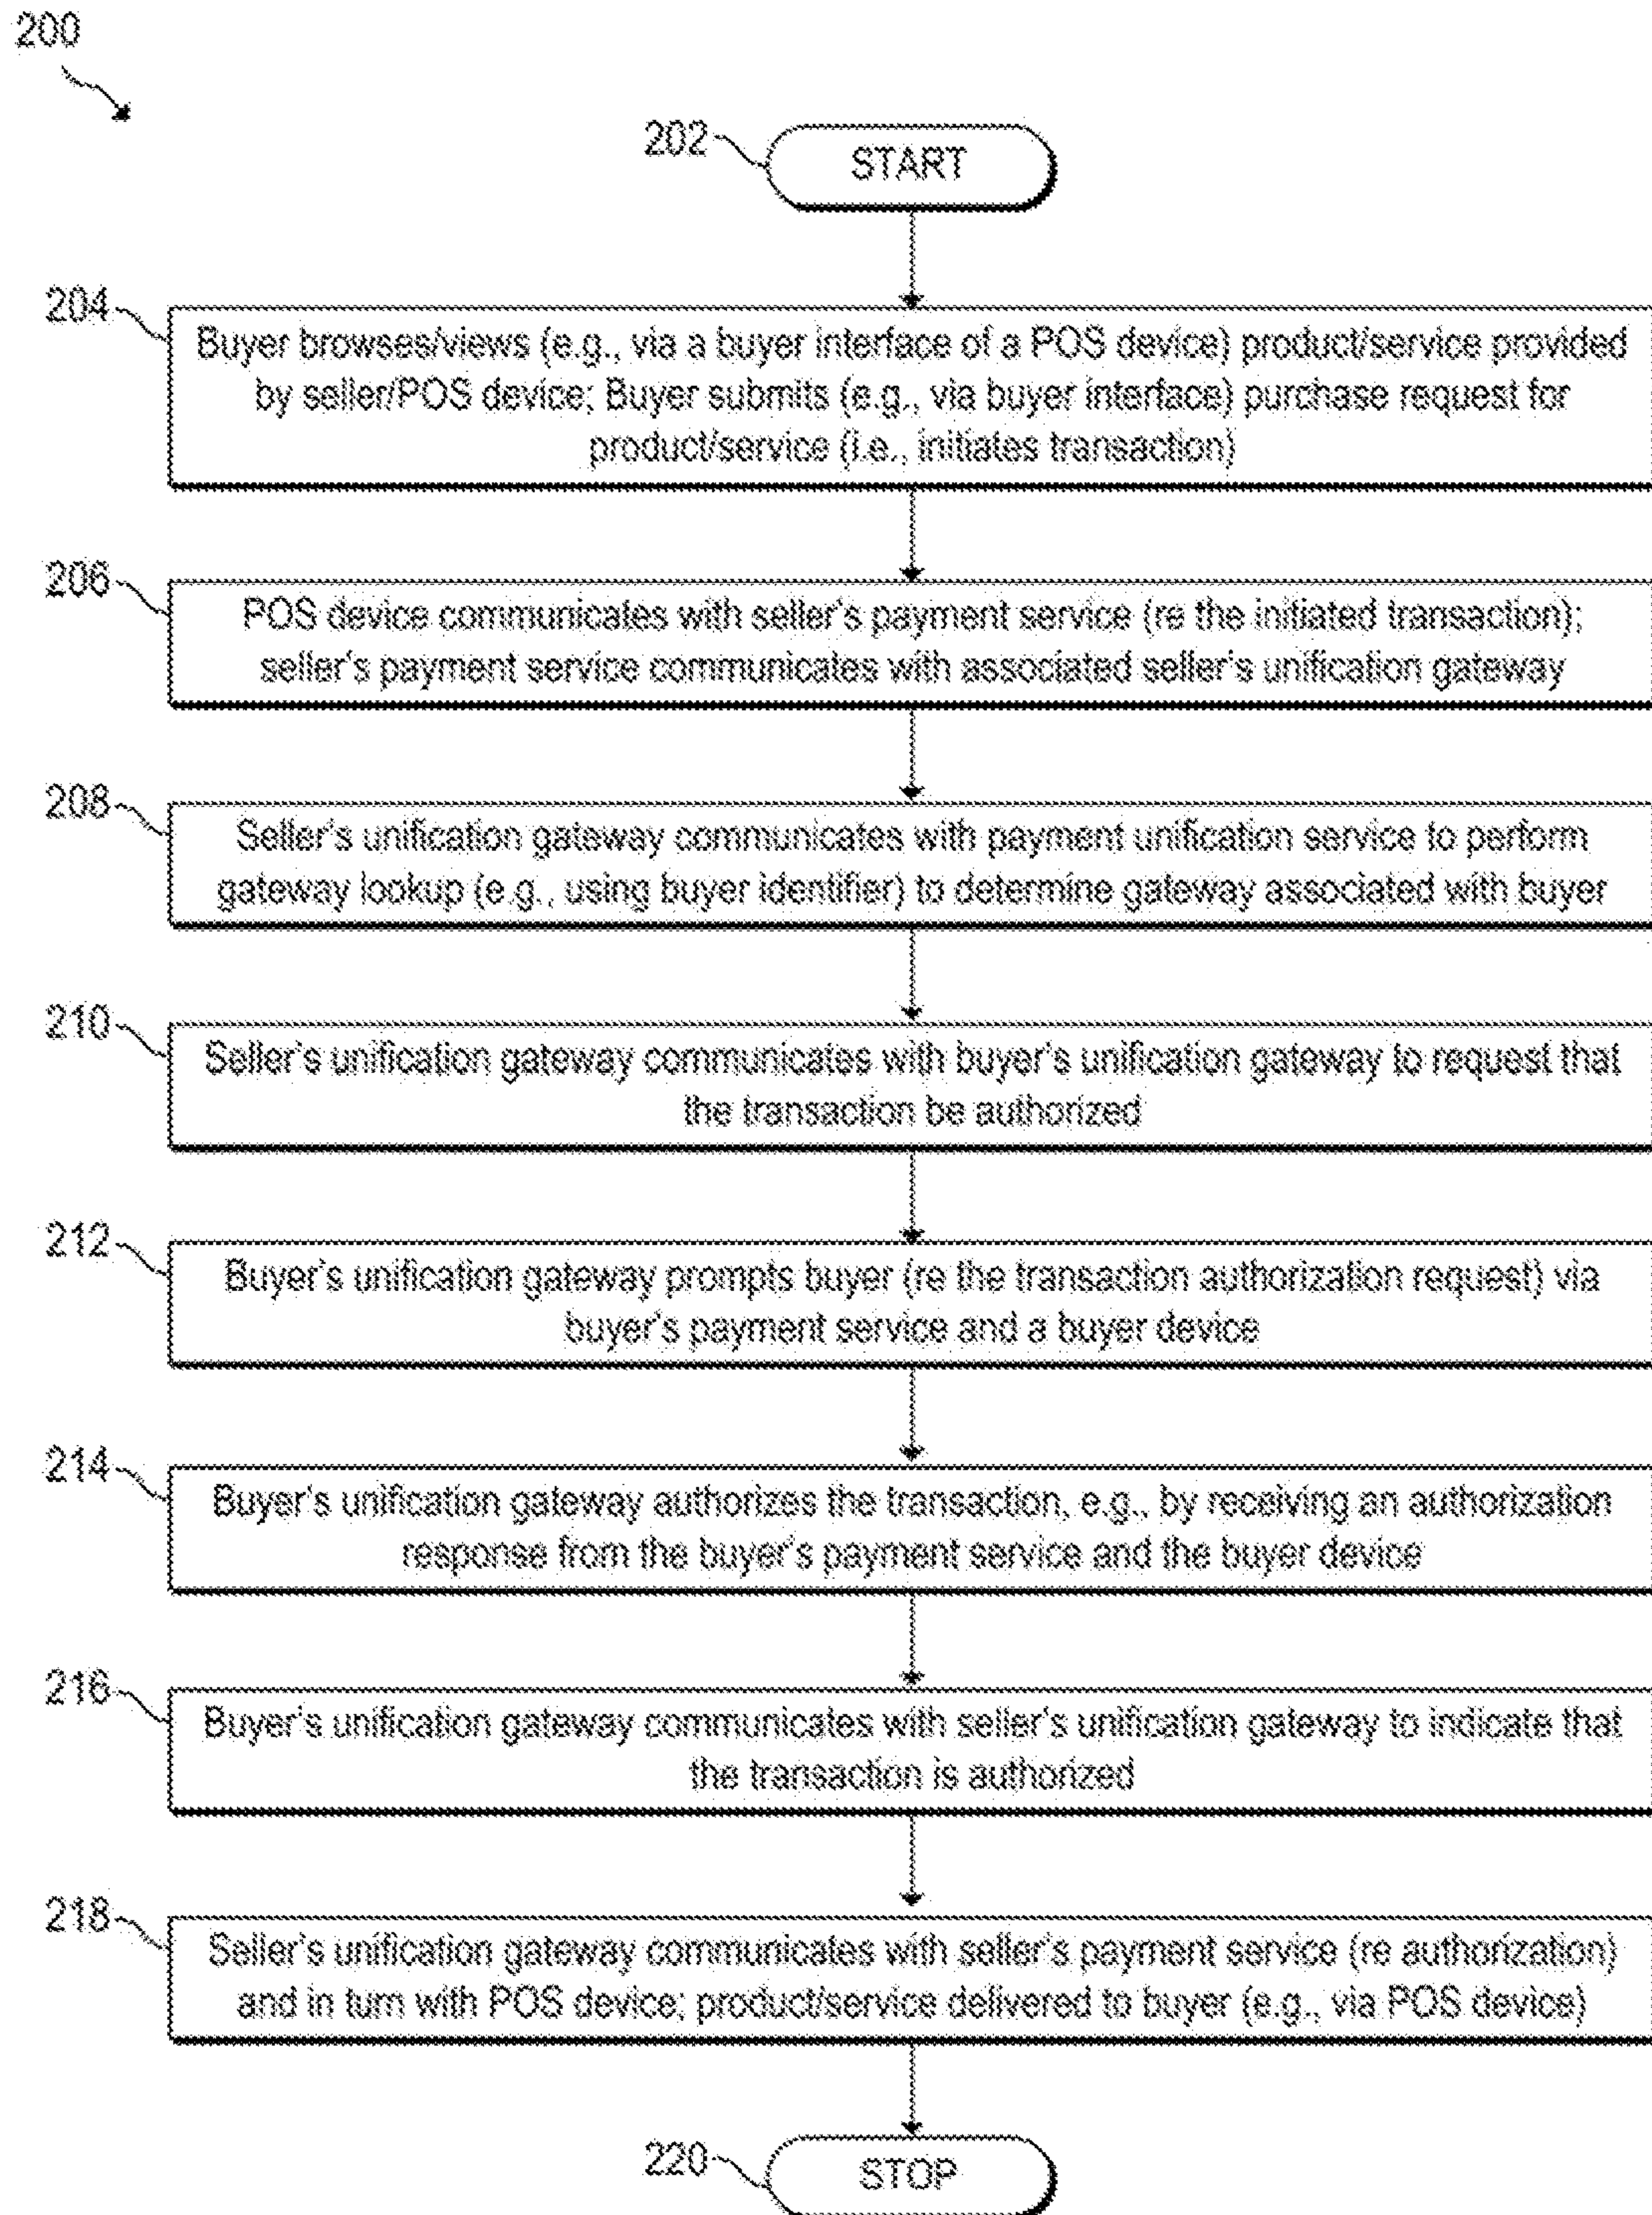 200
202
START
204
Buyer browses/views (e.g., via a buyer interface of a POS device) product/service provided
by seller/POS device; Buyer submits (e.g., via buyer interface) purchase request for
product/service (i.e., initiates transaction)
206
POS device communicates with seller's payment service (re the initiated transaction);
seller's payment service communicates with associated seller's unification gateway
208
Seller's unification gateway communicates with payment unification service to perform
gateway lookup (e.g., using buyer identifier) to determine gateway associated with buyer
210
Seller's unification gateway communicates with buyer's unification gateway to request that
the transaction be authorized
212
Buyer's unification gateway prompts buyer (re the transaction authorization request) via
buyer's payment service and a buyer device
214
Buyer's unification gateway authorizes the transaction, e.g., by receiving an authorization
response from the buyer's payment service and the buyer device
216
Buyer's unification gateway communicates with seller's unification gateway to indicate that
the transaction is authorized
218
Seller's unification gateway communicates with seller's payment service (re authorization)
and in turn with POS device; product/service delivered to buyer (e.g., via POS device)
220
STOP